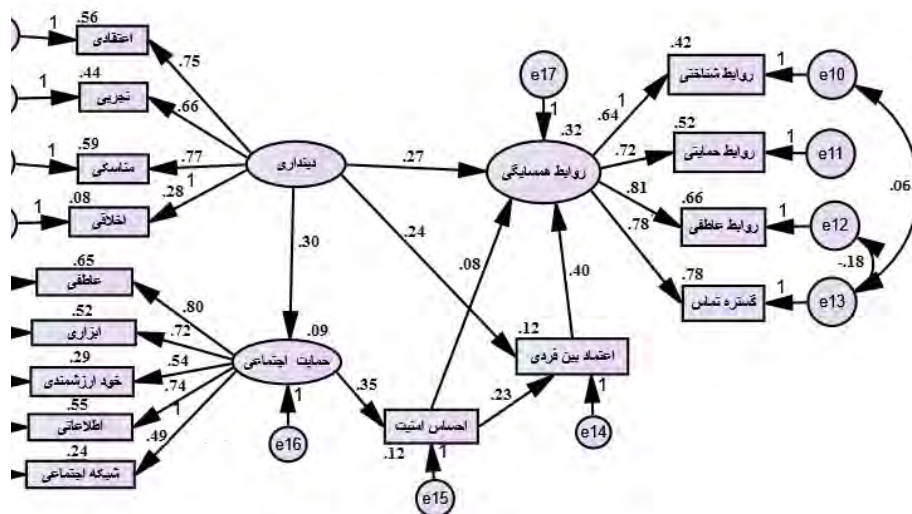 .56
1
اعتقادی
.75
.44
1
تجربی
.66
.59
1
مناسکی
.77
1
.08
1
اخلاقی
.28
دینداری
.27
.30
.24
e17
1
.32
روابط همسایگی
.42
روابط شناختی
1
e10
1
.64
.52
روابط حمایتی
1
e11
.72
.81
.66
روابط عاطفی
1
e12
.06
.78
-.18
.78
گستره تماس
1
e13
.65
عاطفی
.80
.52
ابزاری
.72
.29
خود ارزشمندی
.54
.74
.55
اطلاعاتی
1
.49
.24
شبکه اجتماعی
.09
حمایت اجتماعی
1
e16
.35
.08
.40
.12
اعتماد بین فردی
.23
1
e14
احساس امنیت
.12
1
e15